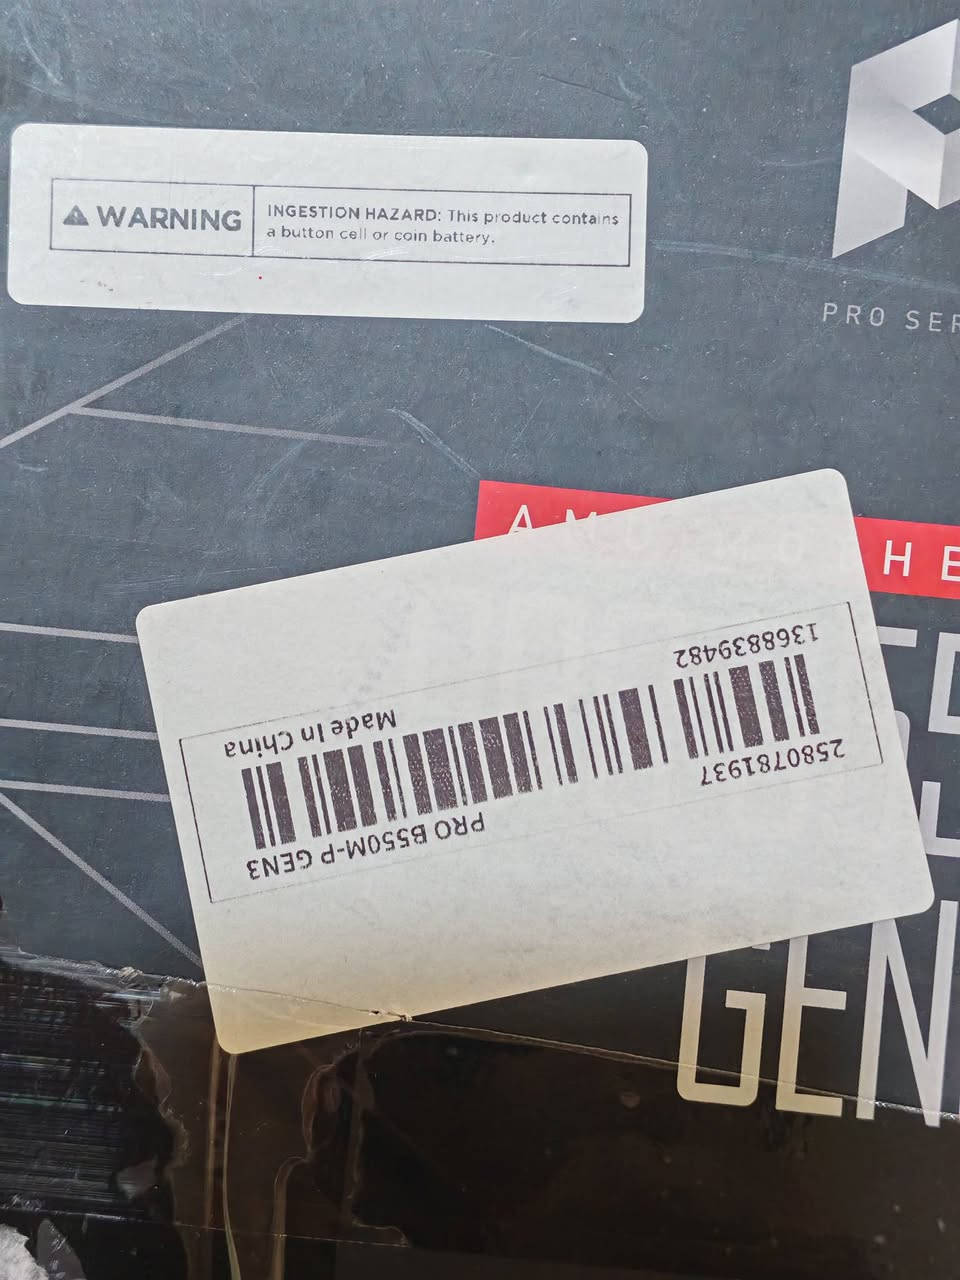 ⚠ WARNING
INGESTION HAZARD: This product contains
a button cell or coin battery.
PRO SER
H E
GEN
PRO B550M-P GEN3
2580781937
Made In China
1368839482